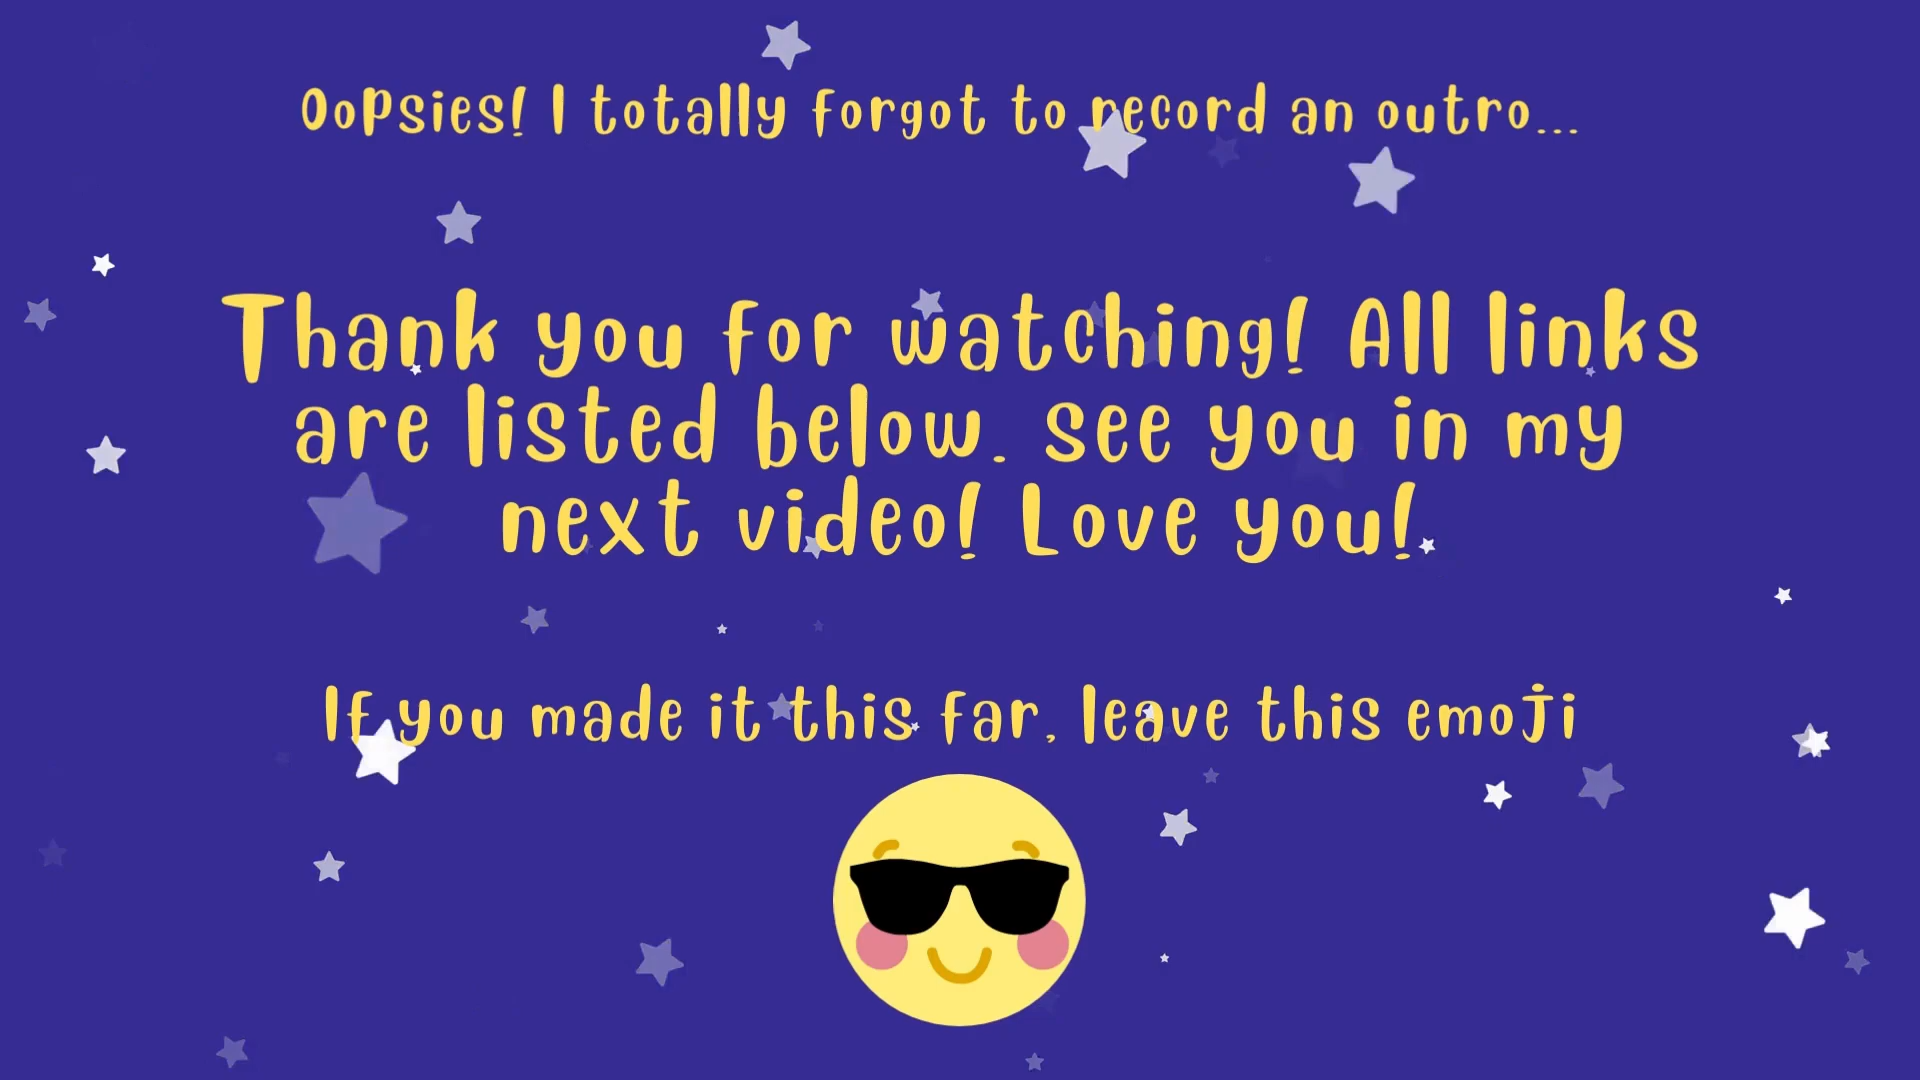 Oopsies! I totally forgot to record an outro...
Thank you for watching! All links
are listed below. see you in my
next video! Love you!
If you made it this far, leave this emoji